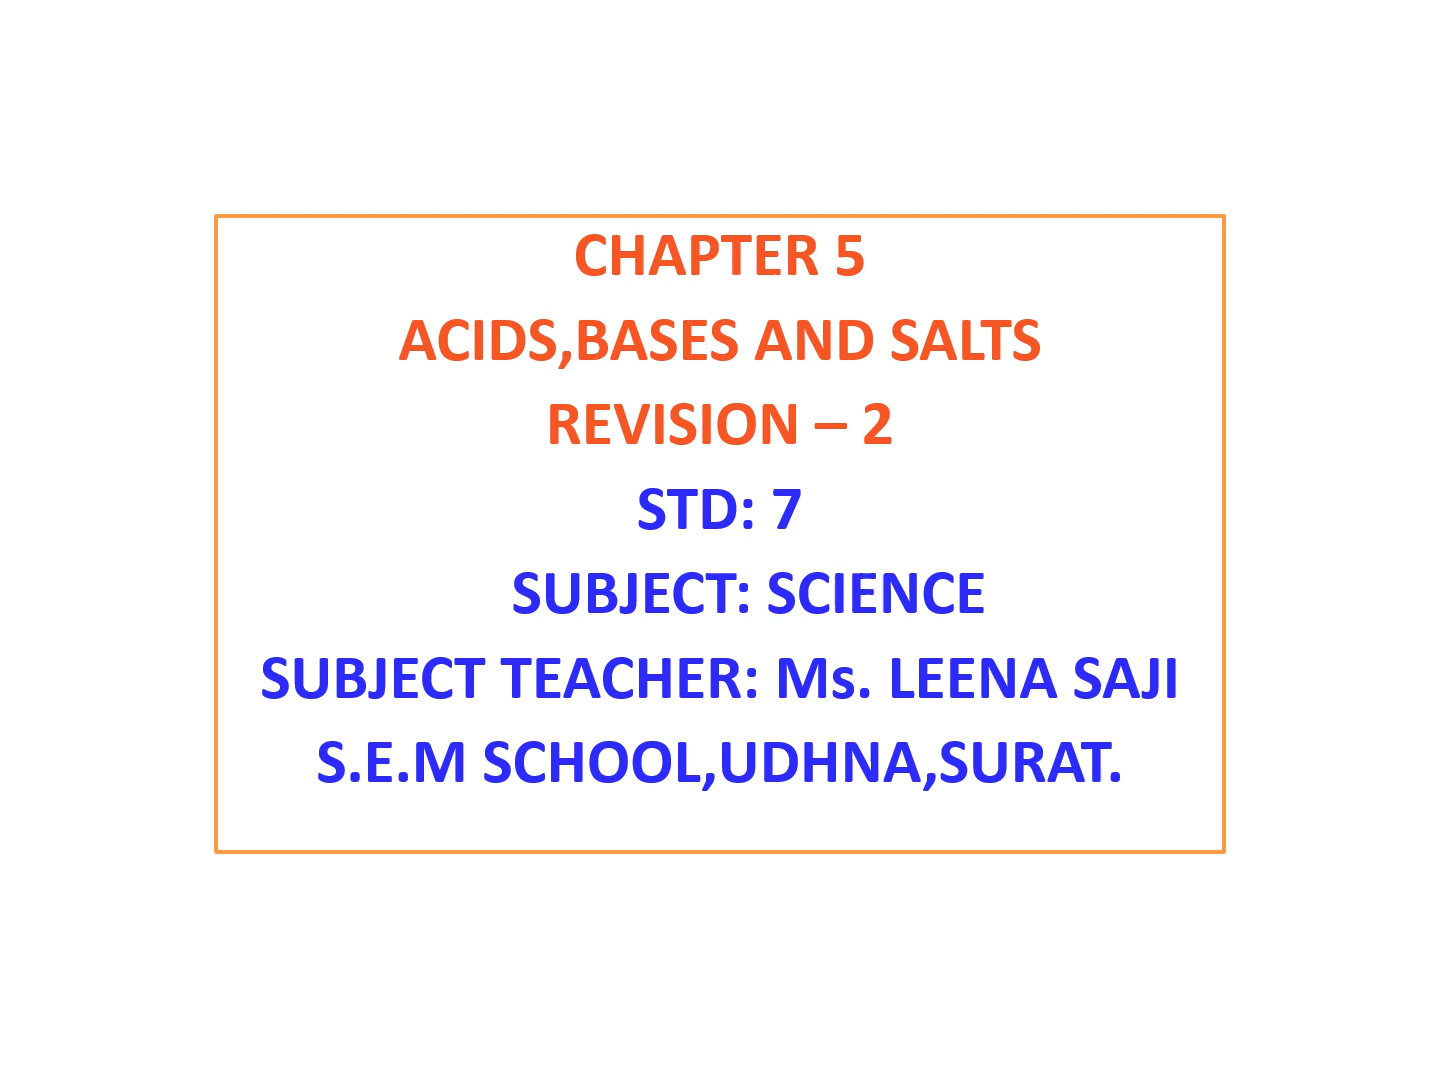 CHAPTER 5
ACIDS,BASES AND SALTS
REVISION – 2
STD: 7
SUBJECT: SCIENCE
SUBJECT TEACHER: Ms. LEENA SAJI
S.E.M SCHOOL,UDHNA,SURAT.